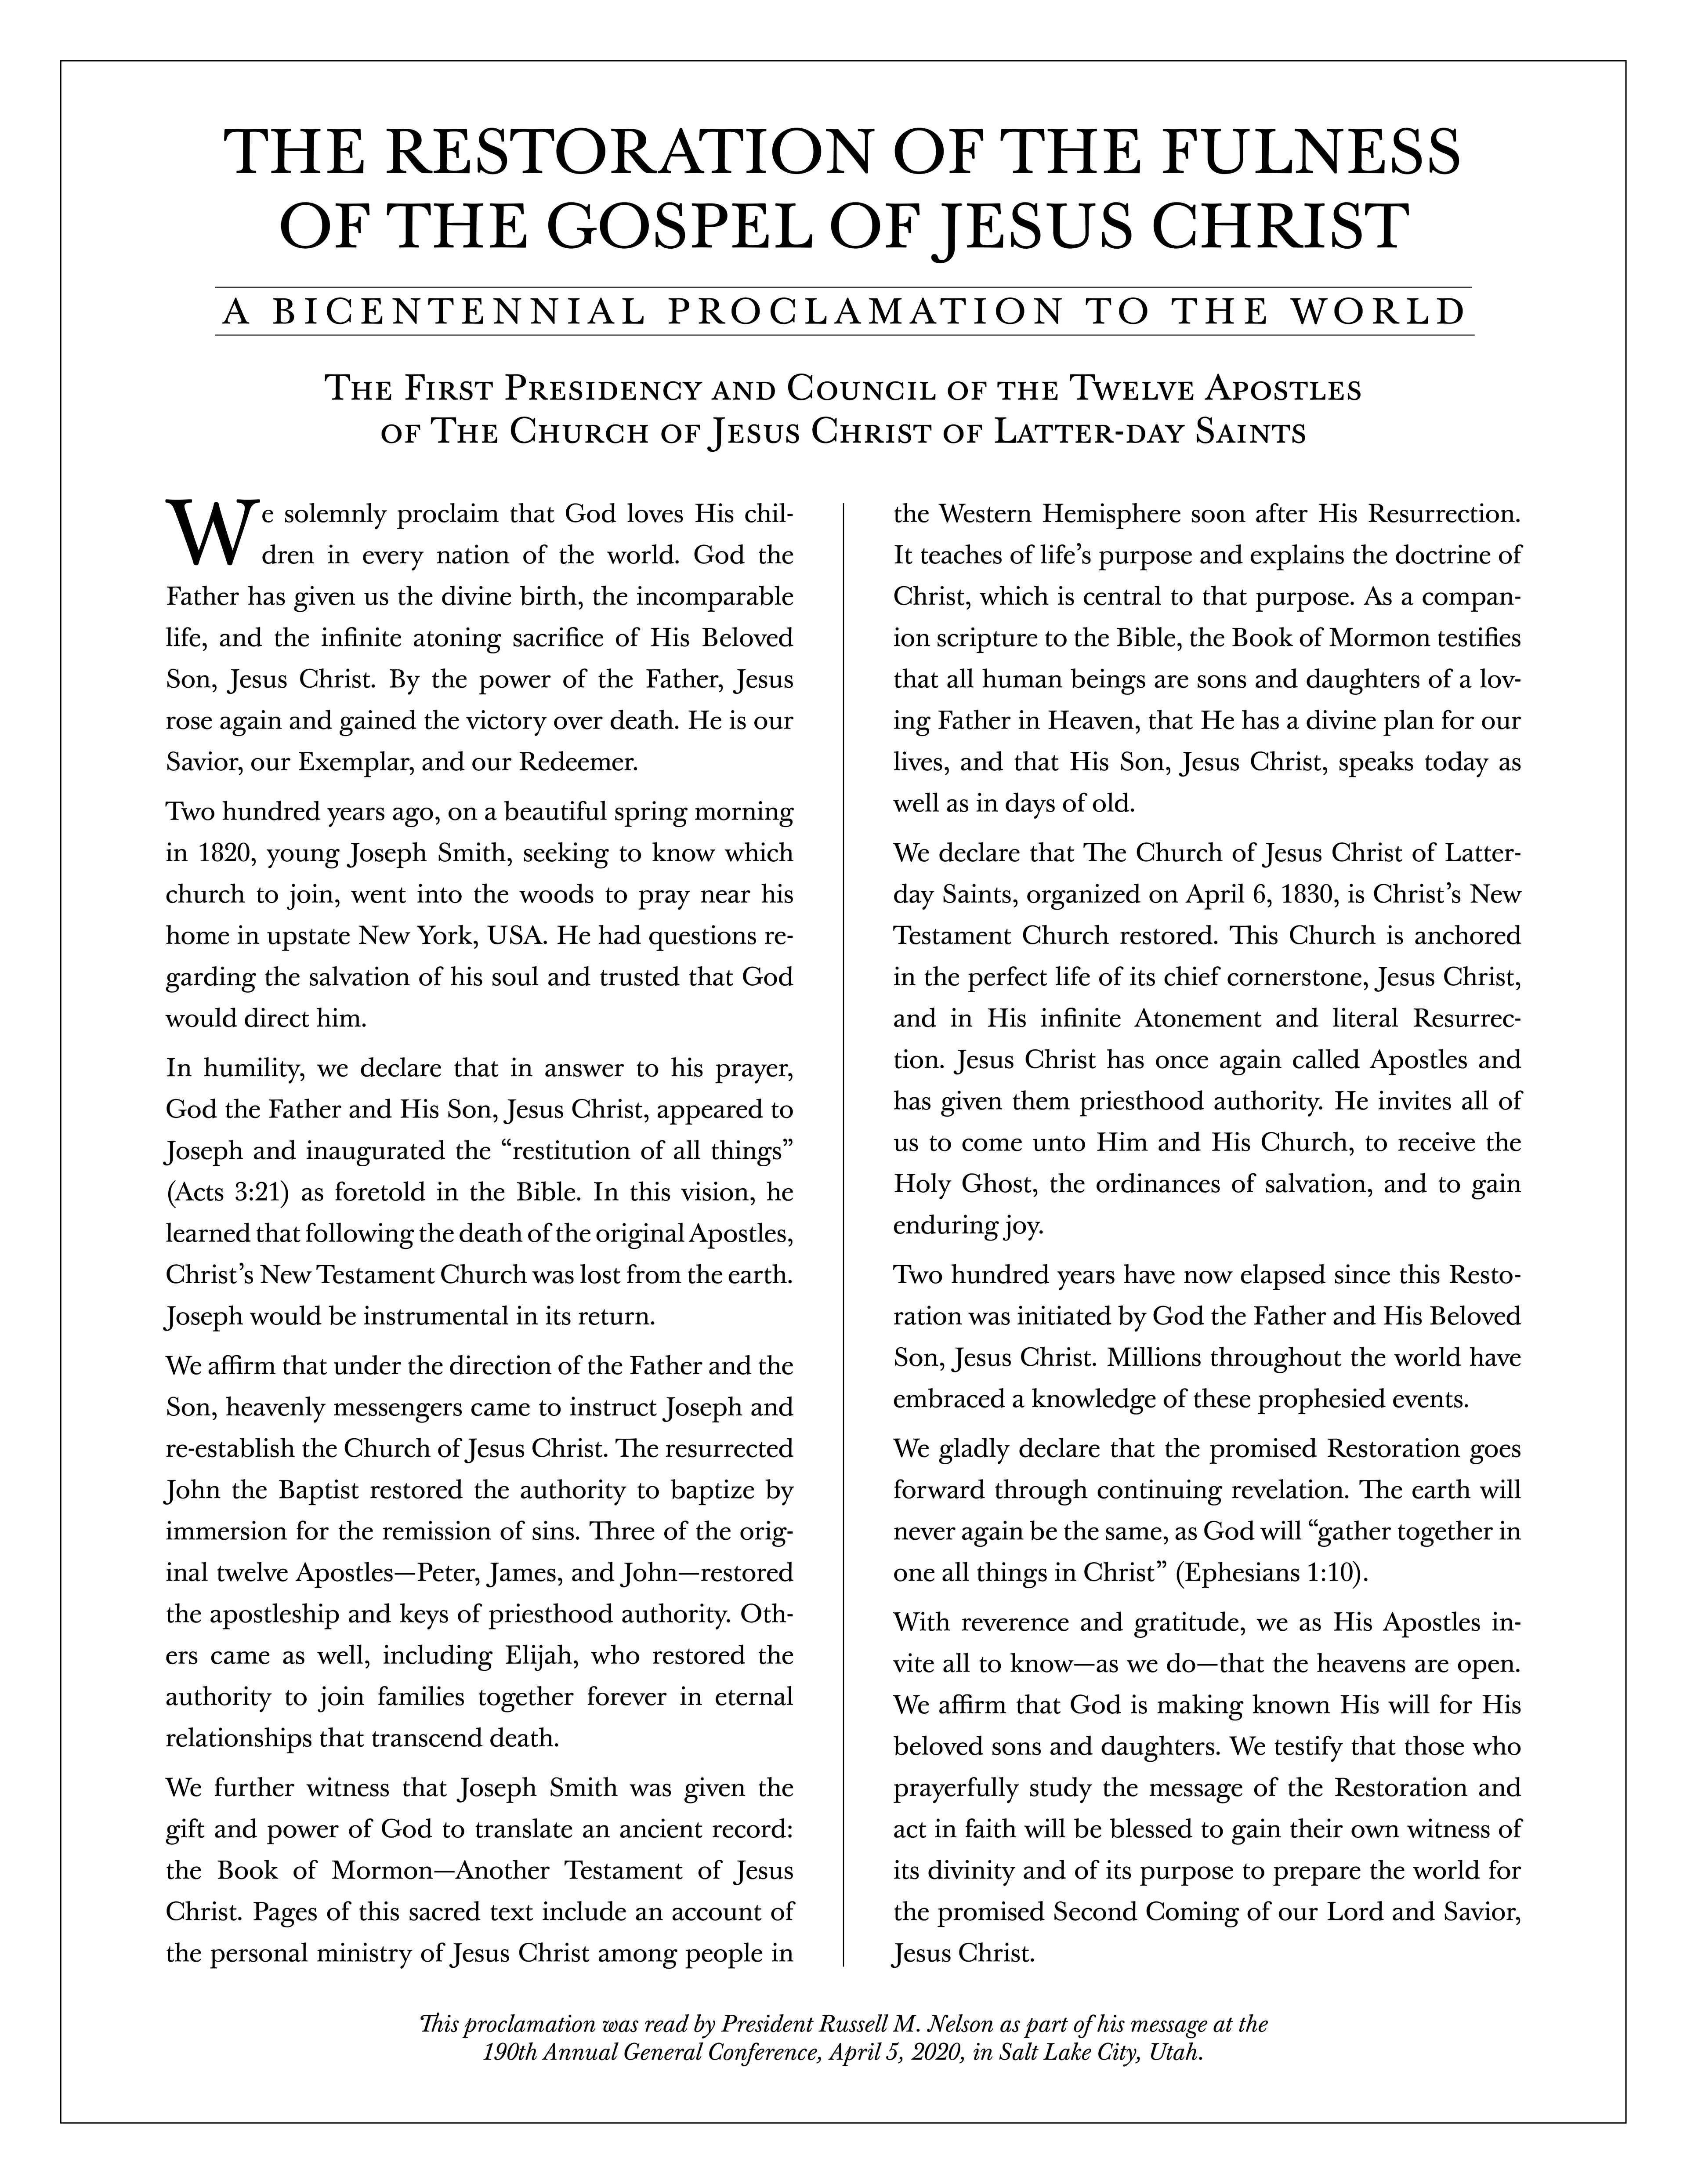 THE RESTORATION OF THE FULNESS
OF THE GOSPEL OF JESUS CHRIST
A BICENTENNIAL PROCLAMATION TO THE WORLD
The First Presidency and Council of the Twelve Apostles
of The Church of Jesus Christ of Latter-day Saints
We solemnly proclaim that God loves His chil-
dren in every nation of the world. God the
Father has given us the divine birth, the incomparable
life, and the infinite atoning sacrifice of His Beloved
Son, Jesus Christ. By the power of the Father, Jesus
rose again and gained the victory over death. He is our
Savior, our Exemplar, and our Redeemer.
Two hundred years ago, on a beautiful spring morning
in 1820, young Joseph Smith, seeking to know which
church to join, went into the woods to pray near his
home in upstate New York, USA. He had questions re-
garding the salvation of his soul and trusted that God
would direct him.
In humility, we declare that in answer to his prayer,
God the Father and His Son, Jesus Christ, appeared to
Joseph and inaugurated the “restitution of all things”
(Acts 3:21) as foretold in the Bible. In this vision, he
learned that following the death of the original Apostles,
Christ’s New Testament Church was lost from the earth.
Joseph would be instrumental in its return.
We affirm that under the direction of the Father and the
Son, heavenly messengers came to instruct Joseph and
re-establish the Church of Jesus Christ. The resurrected
John the Baptist restored the authority to baptize by
immersion for the remission of sins. Three of the orig-
inal twelve Apostles—Peter, James, and John—restored
the apostleship and keys of priesthood authority. Oth-
ers came as well, including Elijah, who restored the
authority to join families together forever in eternal
relationships that transcend death.
We further witness that Joseph Smith was given the
gift and power of God to translate an ancient record:
the Book of Mormon—Another Testament of Jesus
Christ. Pages of this sacred text include an account of
the personal ministry of Jesus Christ among people in
the Western Hemisphere soon after His Resurrection.
It teaches of life’s purpose and explains the doctrine of
Christ, which is central to that purpose. As a compan-
ion scripture to the Bible, the Book of Mormon testifies
that all human beings are sons and daughters of a lov-
ing Father in Heaven, that He has a divine plan for our
lives, and that His Son, Jesus Christ, speaks today as
well as in days of old.
We declare that The Church of Jesus Christ of Latter-
day Saints, organized on April 6, 1830, is Christ’s New
Testament Church restored. This Church is anchored
in the perfect life of its chief cornerstone, Jesus Christ,
and in His infinite Atonement and literal Resurrec-
tion. Jesus Christ has once again called Apostles and
has given them priesthood authority. He invites all of
us to come unto Him and His Church, to receive the
Holy Ghost, the ordinances of salvation, and to gain
enduring joy.
Two hundred years have now elapsed since this Resto-
ration was initiated by God the Father and His Beloved
Son, Jesus Christ. Millions throughout the world have
embraced a knowledge of these prophesied events.
We gladly declare that the promised Restoration goes
forward through continuing revelation. The earth will
never again be the same, as God will “gather together in
one all things in Christ” (Ephesians 1:10).
With reverence and gratitude, we as His Apostles in-
vite all to know—as we do—that the heavens are open.
We affirm that God is making known His will for His
beloved sons and daughters. We testify that those who
prayerfully study the message of the Restoration and
act in faith will be blessed to gain their own witness of
its divinity and of its purpose to prepare the world for
the promised Second Coming of our Lord and Savior,
Jesus Christ.
This proclamation was read by President Russell M. Nelson as part of his message at the
190th Annual General Conference, April 5, 2020, in Salt Lake City, Utah.